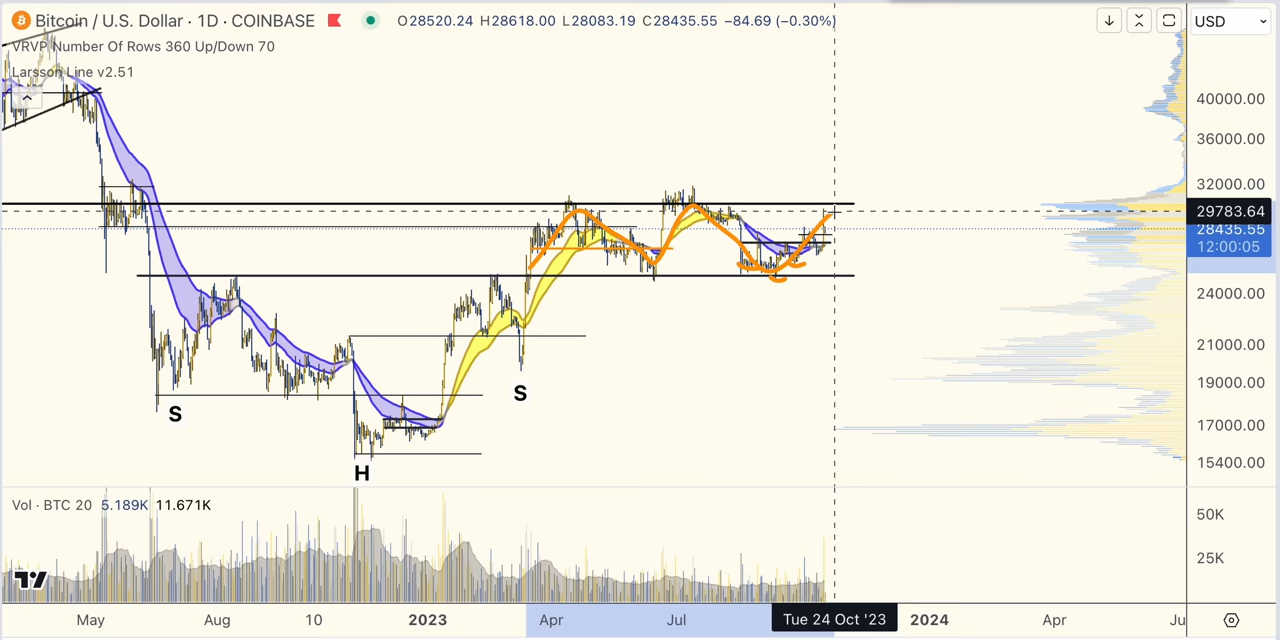 Bitcoin / U.S. Dollar · 1D · COINBASE O28520.24 H28618.00 L28083.19 C28435.55 −84.69 (−0.30%) USD
VRVP Number Of Rows 360 Up/Down 70
Larsson Line v2.51
40000.00
36000.00
32000.00
29783.64
28435.55
12:00:05
24000.00
21000.00
19000.00
17000.00
15400.00
S
S
H
Vol · BTC 20 5.189K 11.671K
50K
25K
May Aug 10 2023 Apr Jul Tue 24 Oct '23 2024 Apr Ju